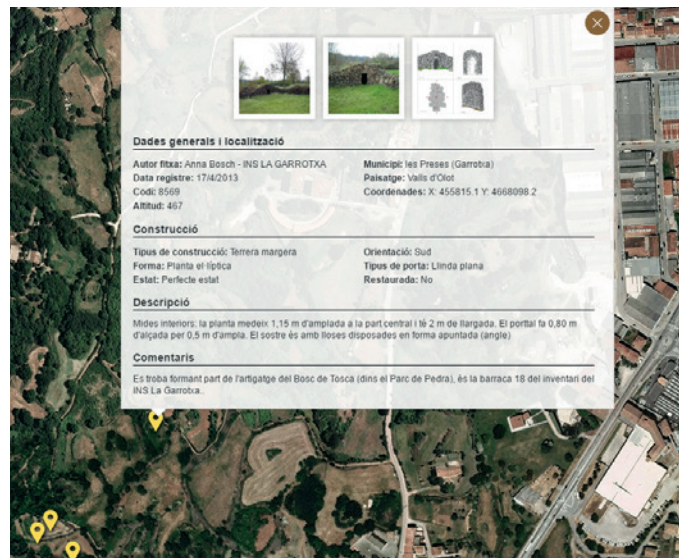 Dades generals i localització
Autor fitxa: Anna Bosch - INS LA GARROTXA
Municipi: les Preses (Garrotxa)
Data registre: 17/4/2013
Paisatge: Valls d'Olot
Codi: 8569
Coordenades: X: 455815.1 Y: 4668098.2
Altitud: 467
Construcció
Tipus de construcció: Terrera margera
Orientació: Sud
Forma: Planta el·líptica
Tipus de porta: Llinda plana
Estat: Perfecte estat
Restaurada: No
Descripció
Mides interiors: la planta medeix 1,15 m d'amplada a la part central i té 2 m de llargada. El porttal fa 0,80 m
d'alçada per 0,5 m d'ampla. El sostre és amb lloses disposades en forma apuntada (angle)
Comentaris
Es troba formant part de l'artigatge del Bosc de Tosca (dins el Parc de Pedra), és la barraca 18 del inventari del
INS La Garrotxa..